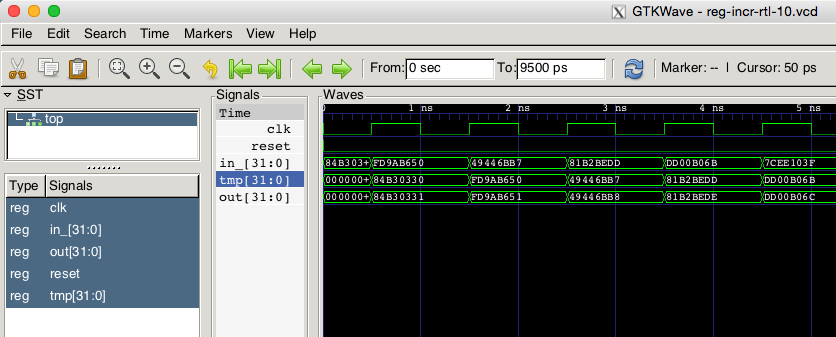 GTKWave - reg-incr-rtl-10.vcd
File Edit Search Time Markers View Help
From: 0 sec To: 9500 ps Marker: -- | Cursor: 50 ps
SST
top
Type Signals
reg clk
reg in_[31:0]
reg out[31:0]
reg reset
reg tmp[31:0]
Signals
Time
clk
reset
in_[31:0]
tmp[31:0]
out[31:0]
Waves
0 1 ns 2 ns 3 ns 4 ns 5 ns
84B303+ FD9AB650 49446BB7 81B2BEDD DD00B06B 7CEE103F
000000+ 84B30330 FD9AB650 49446BB7 81B2BEDD DD00B06B
000000+ 84B30331 FD9AB651 49446BB8 81B2BEDE DD00B06C